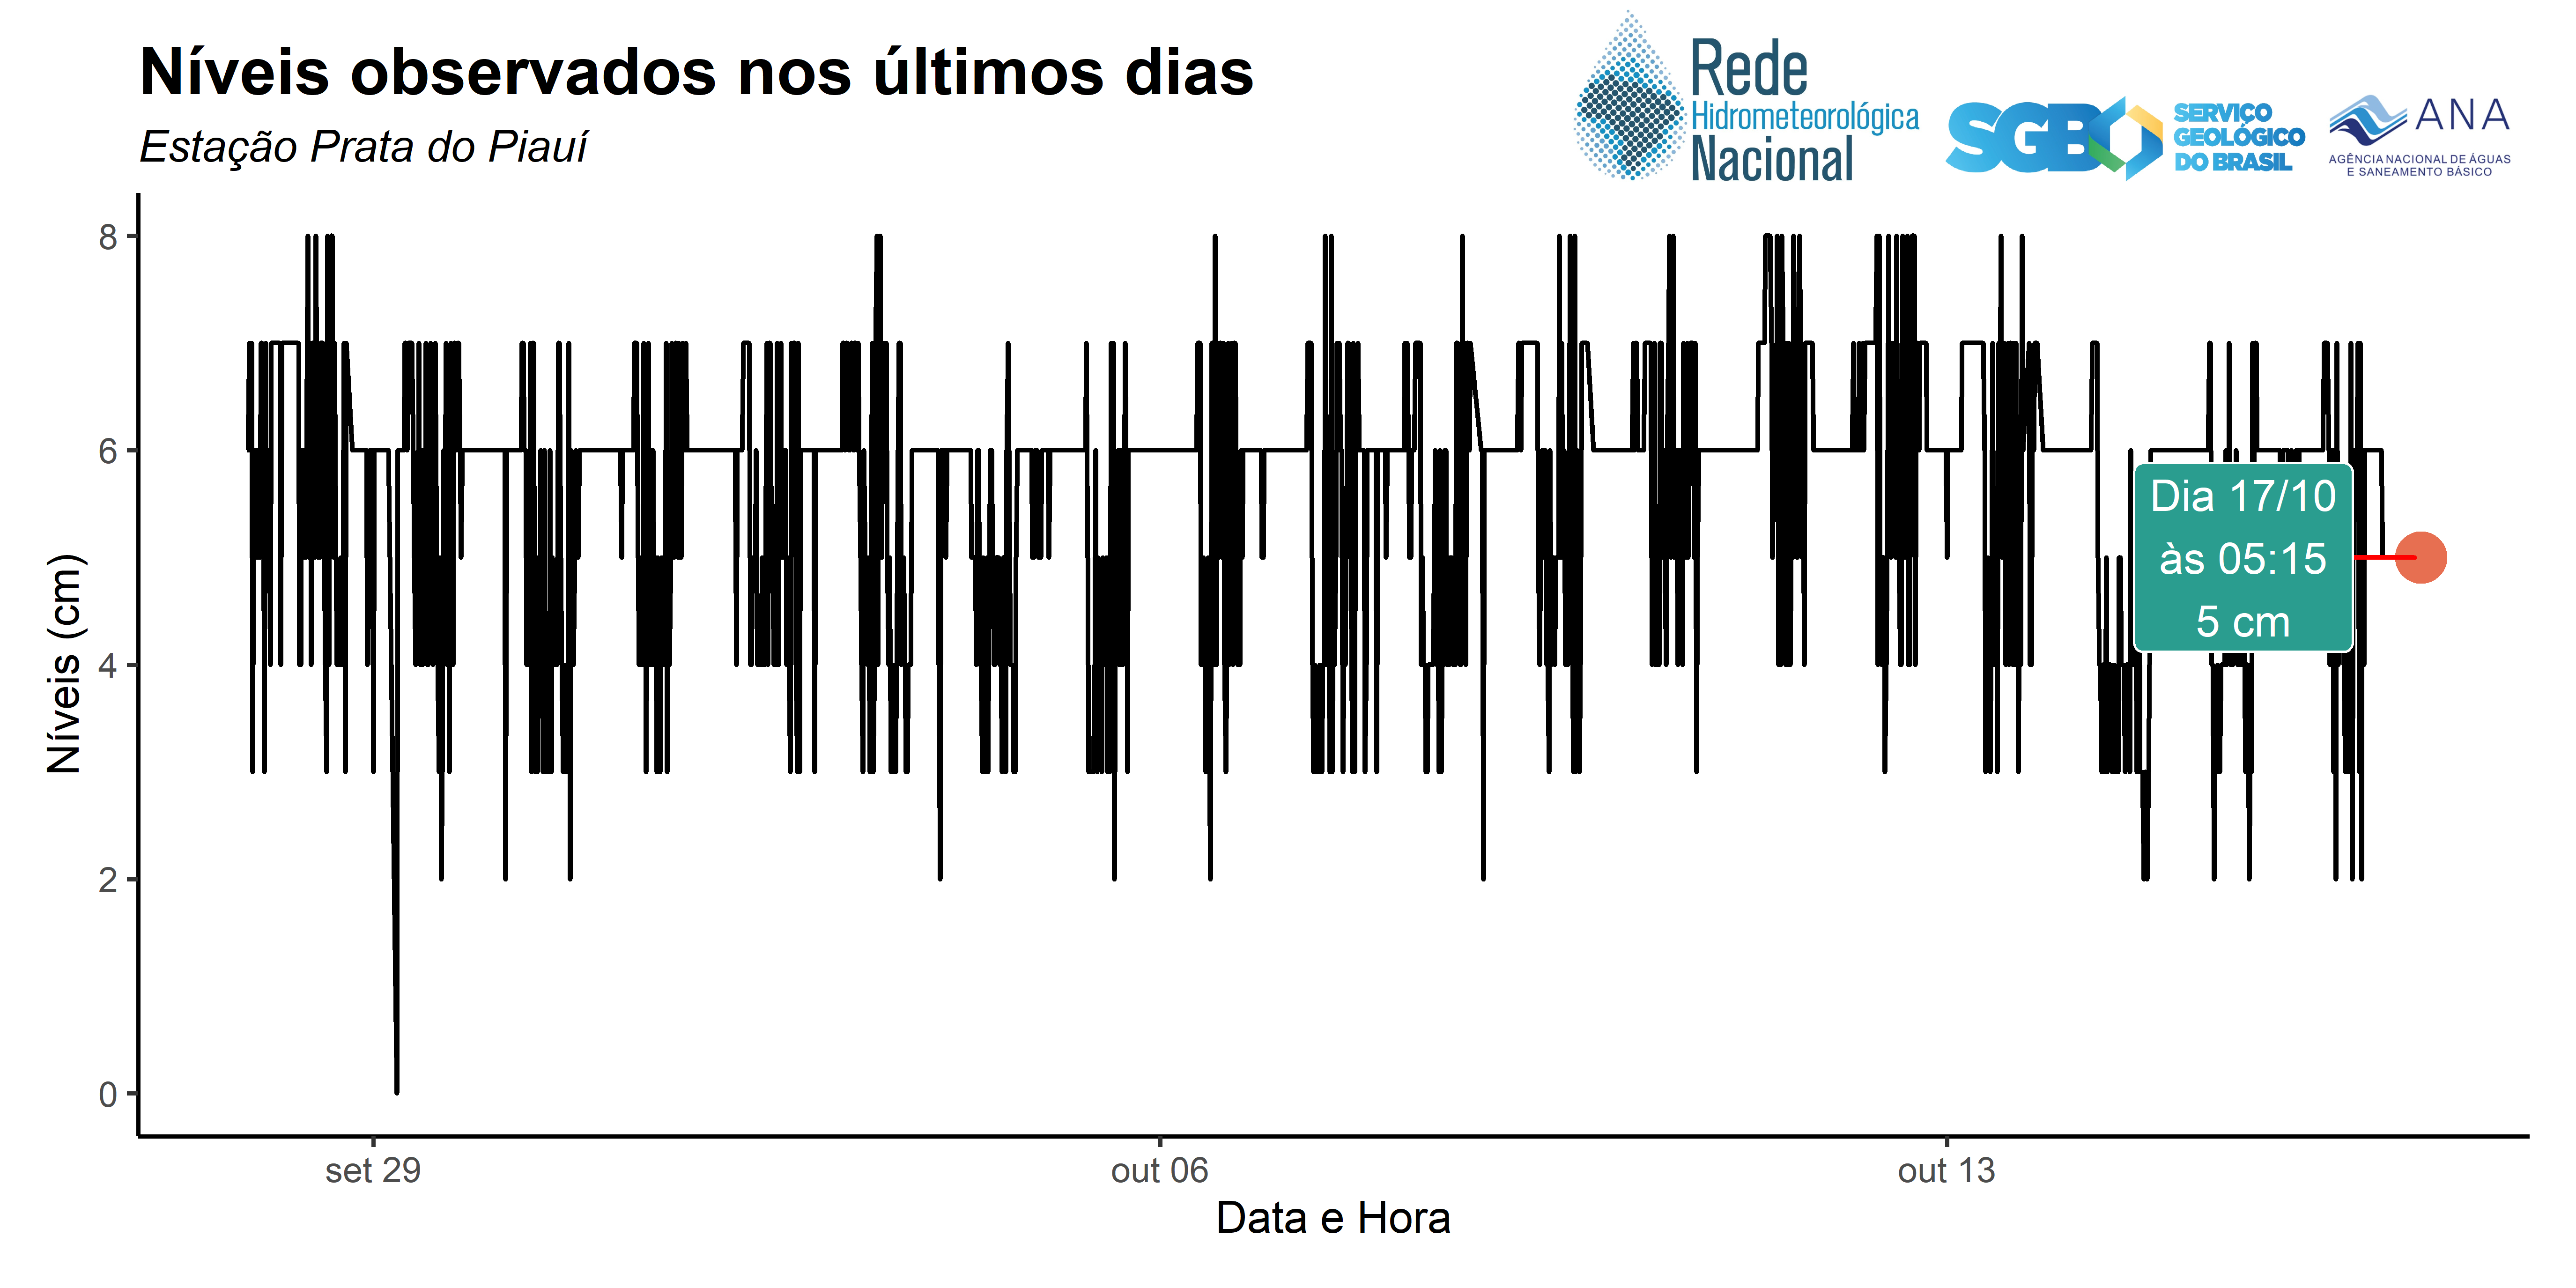 Níveis observados nos últimos dias
Estação Prata do Piauí
Rede
Hidrometeorológica
Nacional
SGB
SERVIÇO
GEOLÓGICO
DO BRASIL
ANA
AGÊNCIA NACIONAL DE ÁGUAS
E SANEAMENTO BÁSICO
Níveis (cm)
8
6
4
2
0
Dia 17/10
às 05:15
5 cm
set 29
out 06
out 13
Data e Hora